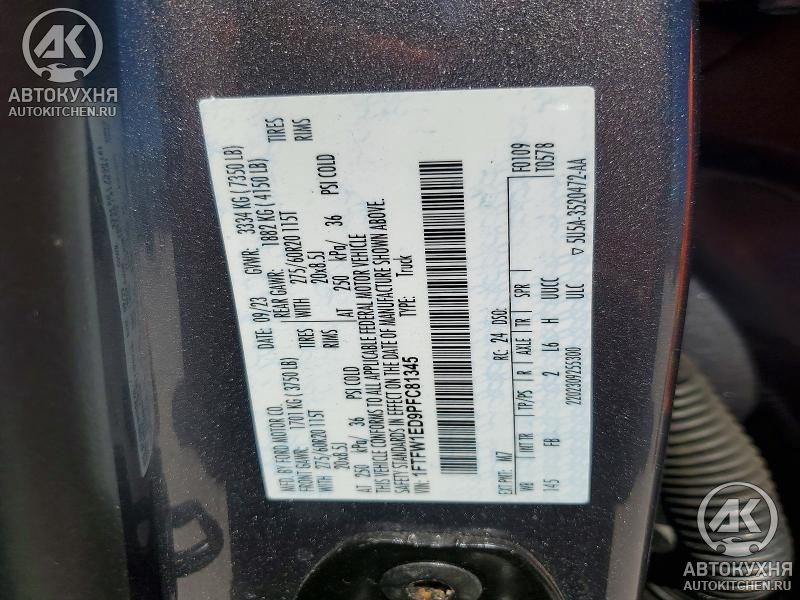 АК
АВТОКУХНЯ
AUTOKITCHEN.RU
MFD. BY FORD MOTOR CO.
DATE: 09/23 GVWR: 3334 KG (7350 LB)
FRONT GAWR: 1701 KG (3750 LB) REAR GAWR: 1882 KG (4150 LB)
WITH 275/60R20 115T TIRES WITH 275/60R20 115T TIRES
20x8.5J RIMS 20x8.5J RIMS
AT 250 kPa/ 36 PSI COLD AT 250 kPa/ 36 PSI COLD
THIS VEHICLE CONFORMS TO ALL APPLICABLE FEDERAL MOTOR VEHICLE
SAFETY STANDARDS IN EFFECT ON THE DATE OF MANUFACTURE SHOWN ABOVE.
VIN: 1FTFW1ED9PFC81345 TYPE: Truck
EXT PNT: M7 RC: 24 DSO: F0109
WB INT TR TP/PS R AXLE TR SPR T0578
145 FB 2 L6 H UUCC
2202309255300 ULC ▽ 5U5A-3520472-AA
АК
АВТОКУХНЯ
AUTOKITCHEN.RU